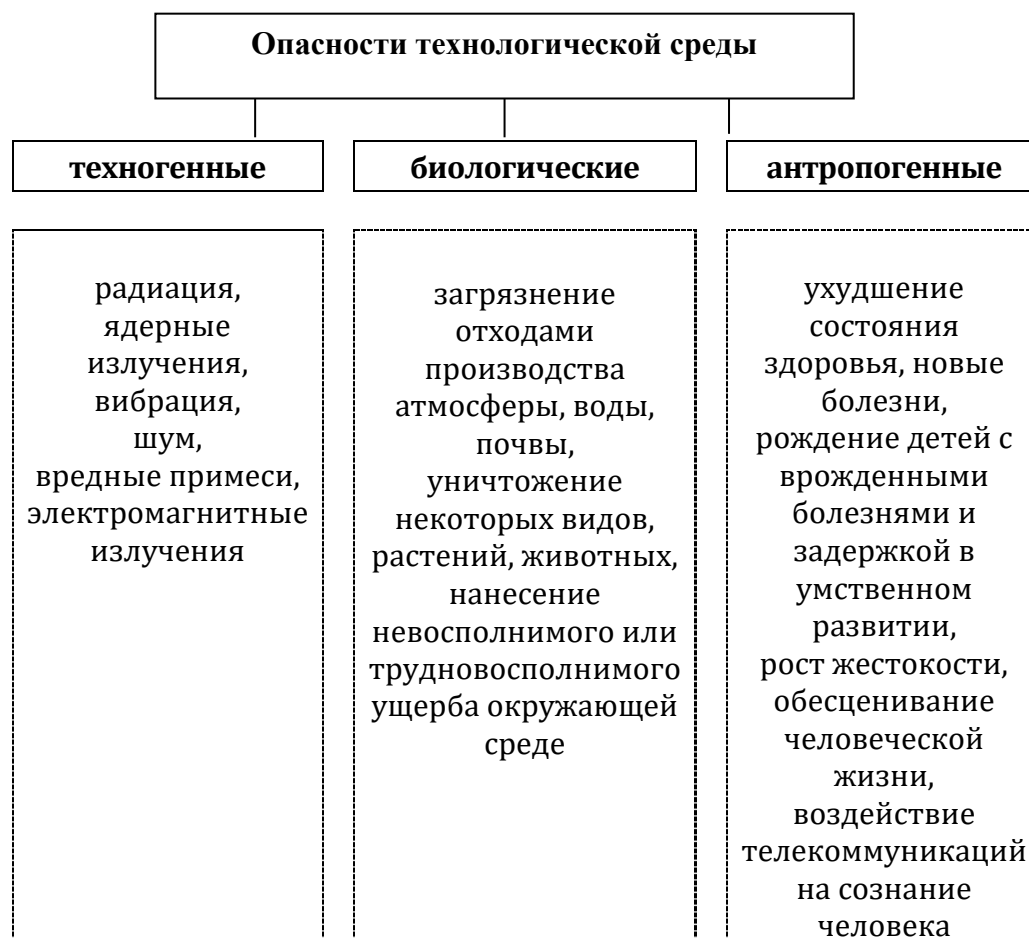 Опасности технологической среды
техногенные
биологические
антропогенные
радиация,
ядерные
излучения,
вибрация,
шум,
вредные примеси,
электромагнитные
излучения
загрязнение
отходами
производства
атмосферы, воды,
почвы,
уничтожение
некоторых видов,
растений, животных,
нанесение
невосполнимого или
трудновосполнимого
ущерба окружающей
среде
ухудшение
состояния
здоровья, новые
болезни,
рождение детей с
врожденными
болезнями и
задержкой в
умственном
развитии,
рост жестокости,
обесценивание
человеческой
жизни,
воздействие
телекоммуникаций
на сознание
человека